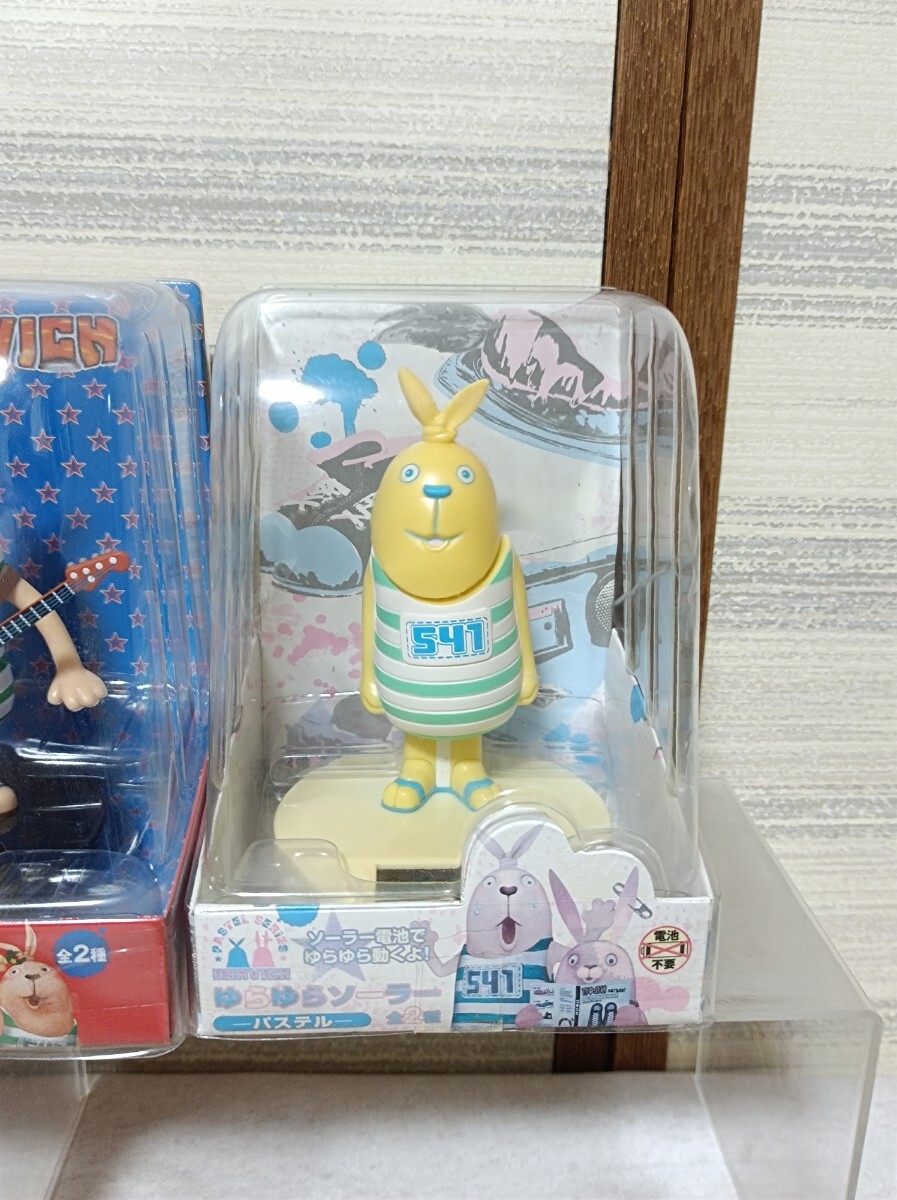 VICH
541
全2種
PASTEL SERIES
USAVICH
ソーラー電池で
ゆらゆら動くよ!
ゆらゆらソーラー
全2種
—パステル—
541
電池
不要